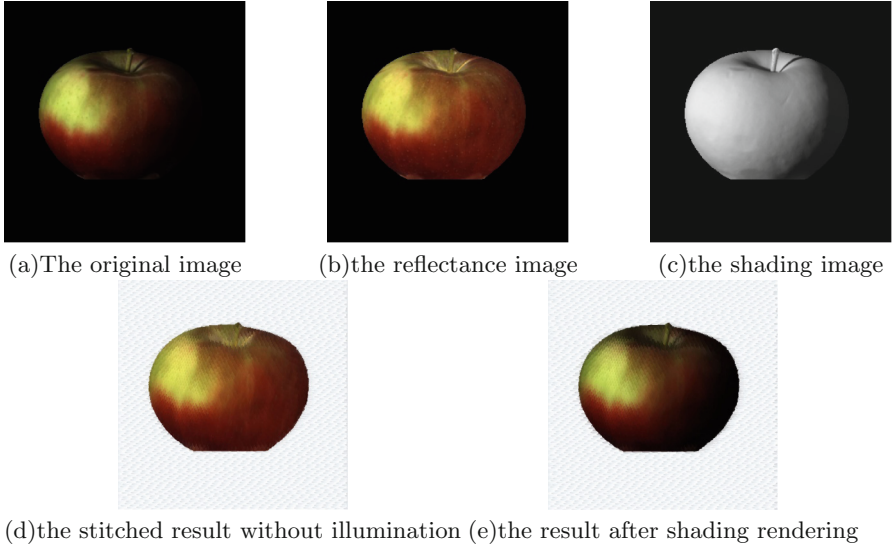 (a)The original image
(b)the reflectance image
(c)the shading image
(d)the stitched result without illumination
(e)the result after shading rendering